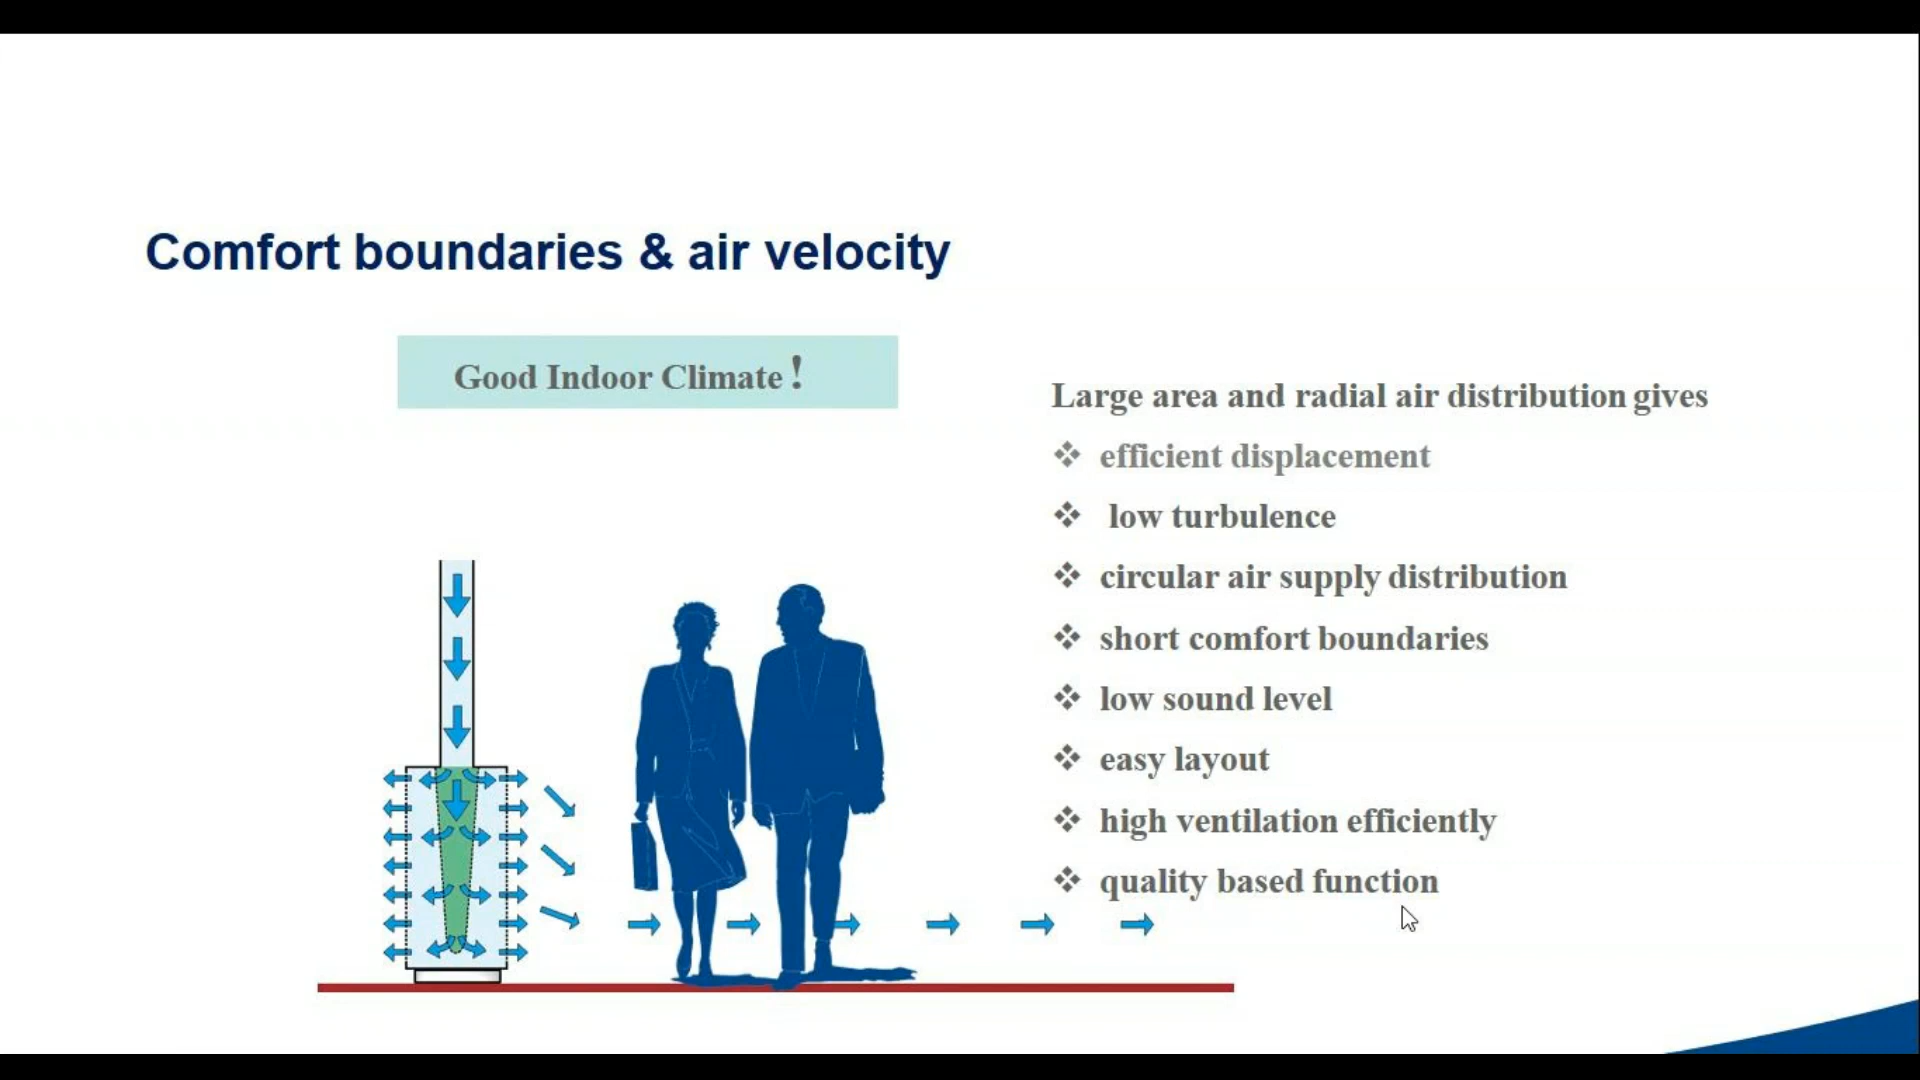 Comfort boundaries & air velocity
Good Indoor Climate !
Large area and radial air distribution gives
❖ efficient displacement
❖ low turbulence
❖ circular air supply distribution
❖ short comfort boundaries
❖ low sound level
❖ easy layout
❖ high ventilation efficiently
❖ quality based function